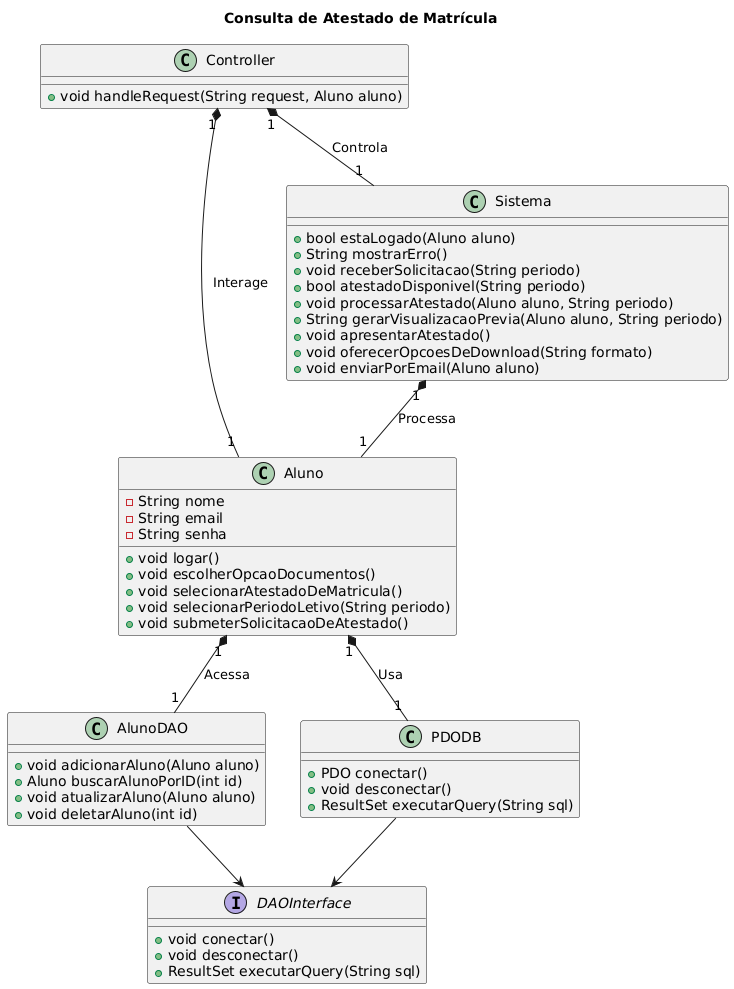 Consulta de Atestado de Matrícula
C Controller
void handleRequest(String request, Aluno aluno)
1
1
Controla
1
C Sistema
bool estaLogado(Aluno aluno)
String mostrarErro()
void receberSolicitacao(String periodo)
bool atestadoDisponivel(String periodo)
void processarAtestado(Aluno aluno, String periodo)
String gerarVisualizacaoPrevia(Aluno aluno, String periodo)
void apresentarAtestado()
void oferecerOpcoesDeDownload(String formato)
void enviarPorEmail(Aluno aluno)
Interage
1
Processa
1
1
C Aluno
String nome
String email
String senha
void logar()
void escolherOpcaoDocumentos()
void selecionarAtestadoDeMatricula()
void selecionarPeriodoLetivo(String periodo)
void submeterSolicitacaoDeAtestado()
1
1
Acessa
Usa
1
1
C AlunoDAO
void adicionarAluno(Aluno aluno)
Aluno buscarAlunoPorID(int id)
void atualizarAluno(Aluno aluno)
void deletarAluno(int id)
C PDODB
PDO conectar()
void desconectar()
ResultSet executarQuery(String sql)
I DAOInterface
void conectar()
void desconectar()
ResultSet executarQuery(String sql)